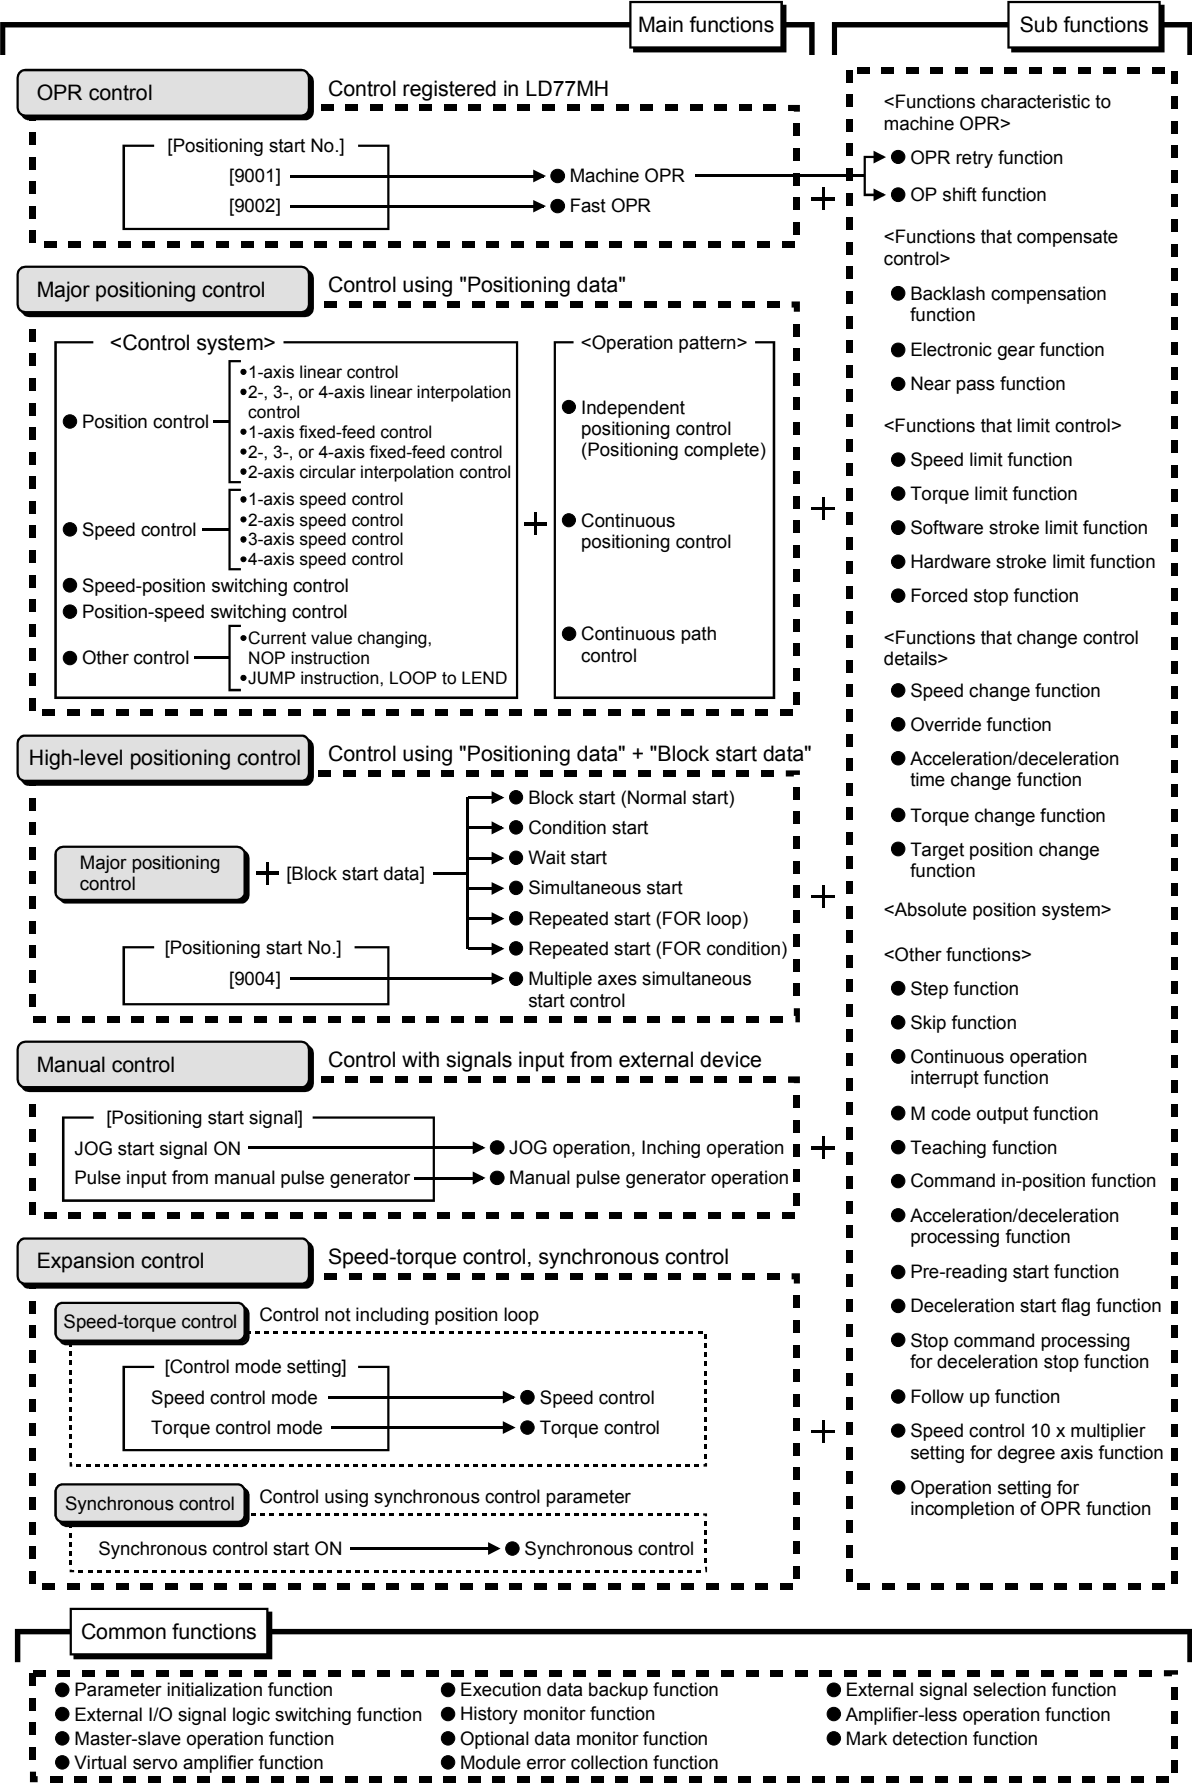 Main functions
Sub functions
OPR control
Control registered in LD77MH
[Positioning start No.]
[9001]
● Machine OPR
[9002]
● Fast OPR
Major positioning control
Control using "Positioning data"
<Control system>
● Position control
•1-axis linear control
•2-, 3-, or 4-axis linear interpolation
control
•1-axis fixed-feed control
•2-, 3-, or 4-axis fixed-feed control
•2-axis circular interpolation control
● Speed control
•1-axis speed control
•2-axis speed control
•3-axis speed control
•4-axis speed control
● Speed-position switching control
● Position-speed switching control
● Other control
•Current value changing,
NOP instruction
•JUMP instruction, LOOP to LEND
+
<Operation pattern>
● Independent
positioning control
(Positioning complete)
● Continuous
positioning control
● Continuous path
control
High-level positioning control
Control using "Positioning data" + "Block start data"
Major positioning
control
+ [Block start data]
● Block start (Normal start)
● Condition start
● Wait start
● Simultaneous start
● Repeated start (FOR loop)
● Repeated start (FOR condition)
[Positioning start No.]
[9004]
● Multiple axes simultaneous
start control
Manual control
Control with signals input from external device
[Positioning start signal]
JOG start signal ON
● JOG operation, Inching operation
Pulse input from manual pulse generator
● Manual pulse generator operation
Expansion control
Speed-torque control, synchronous control
Speed-torque control
Control not including position loop
[Control mode setting]
Speed control mode
● Speed control
Torque control mode
● Torque control
Synchronous control
Control using synchronous control parameter
Synchronous control start ON
● Synchronous control
+
+
+
+
+
<Functions characteristic to
machine OPR>
● OPR retry function
● OP shift function
<Functions that compensate
control>
● Backlash compensation
function
● Electronic gear function
● Near pass function
<Functions that limit control>
● Speed limit function
● Torque limit function
● Software stroke limit function
● Hardware stroke limit function
● Forced stop function
<Functions that change control
details>
● Speed change function
● Override function
● Acceleration/deceleration
time change function
● Torque change function
● Target position change
function
<Absolute position system>
<Other functions>
● Step function
● Skip function
● Continuous operation
interrupt function
● M code output function
● Teaching function
● Command in-position function
● Acceleration/deceleration
processing function
● Pre-reading start function
● Deceleration start flag function
● Stop command processing
for deceleration stop function
● Follow up function
● Speed control 10 x multiplier
setting for degree axis function
● Operation setting for
incompletion of OPR function
Common functions
● Parameter initialization function
● External I/O signal logic switching function
● Master-slave operation function
● Virtual servo amplifier function
● Execution data backup function
● History monitor function
● Optional data monitor function
● Module error collection function
● External signal selection function
● Amplifier-less operation function
● Mark detection function